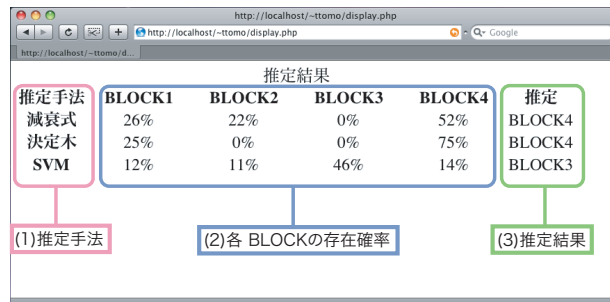 http://localhost/~ttomo/display.php
http://localhost/~ttomo/display.php
Google
http://localhost/~ttomo/d...
推定結果
推定手法 BLOCK1 BLOCK2 BLOCK3 BLOCK4 推定
減衰式 26% 22% 0% 52% BLOCK4
決定木 25% 0% 0% 75% BLOCK4
SVM 12% 11% 46% 14% BLOCK3
(1)推定手法 (2)各 BLOCKの存在確率 (3)推定結果